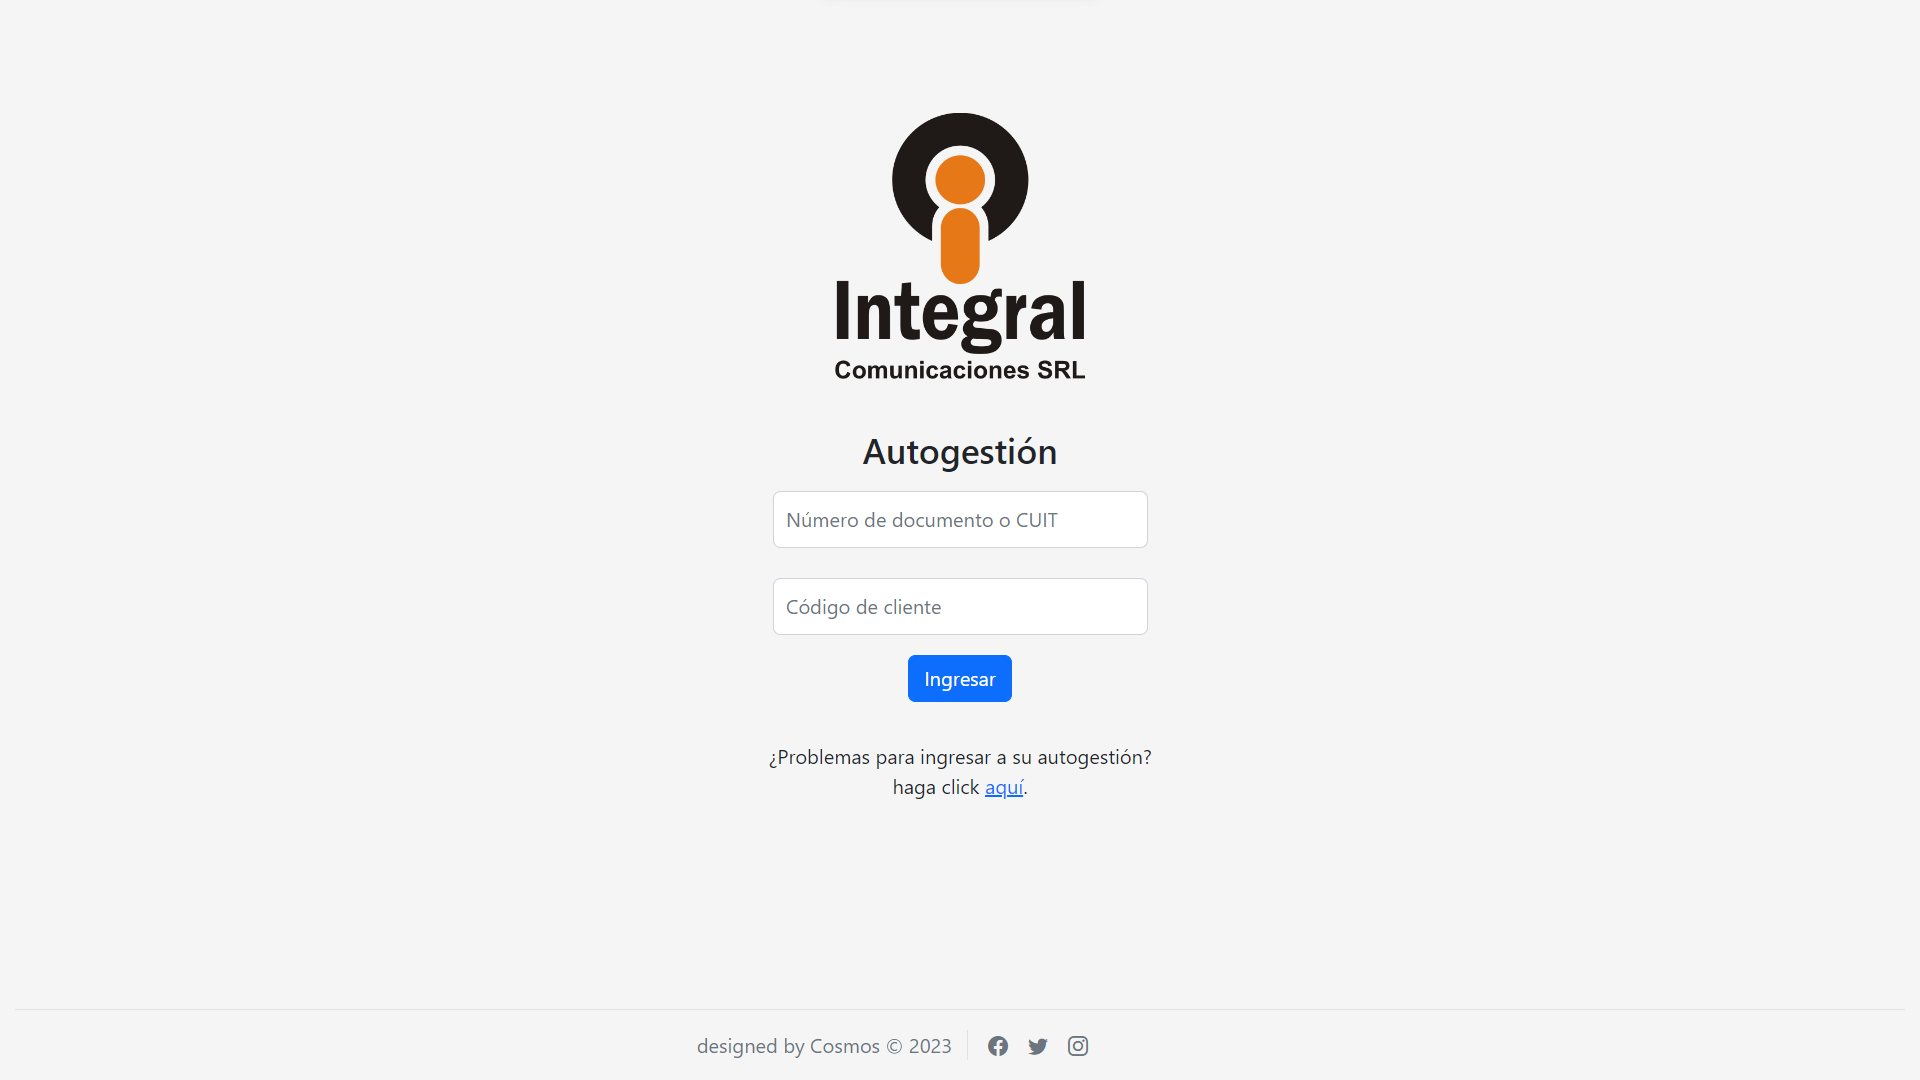 Integral
Comunicaciones SRL
Autogestión
Número de documento o CUIT
Código de cliente
Ingresar
¿Problemas para ingresar a su autogestión?
haga click aquí.
designed by Cosmos © 2023